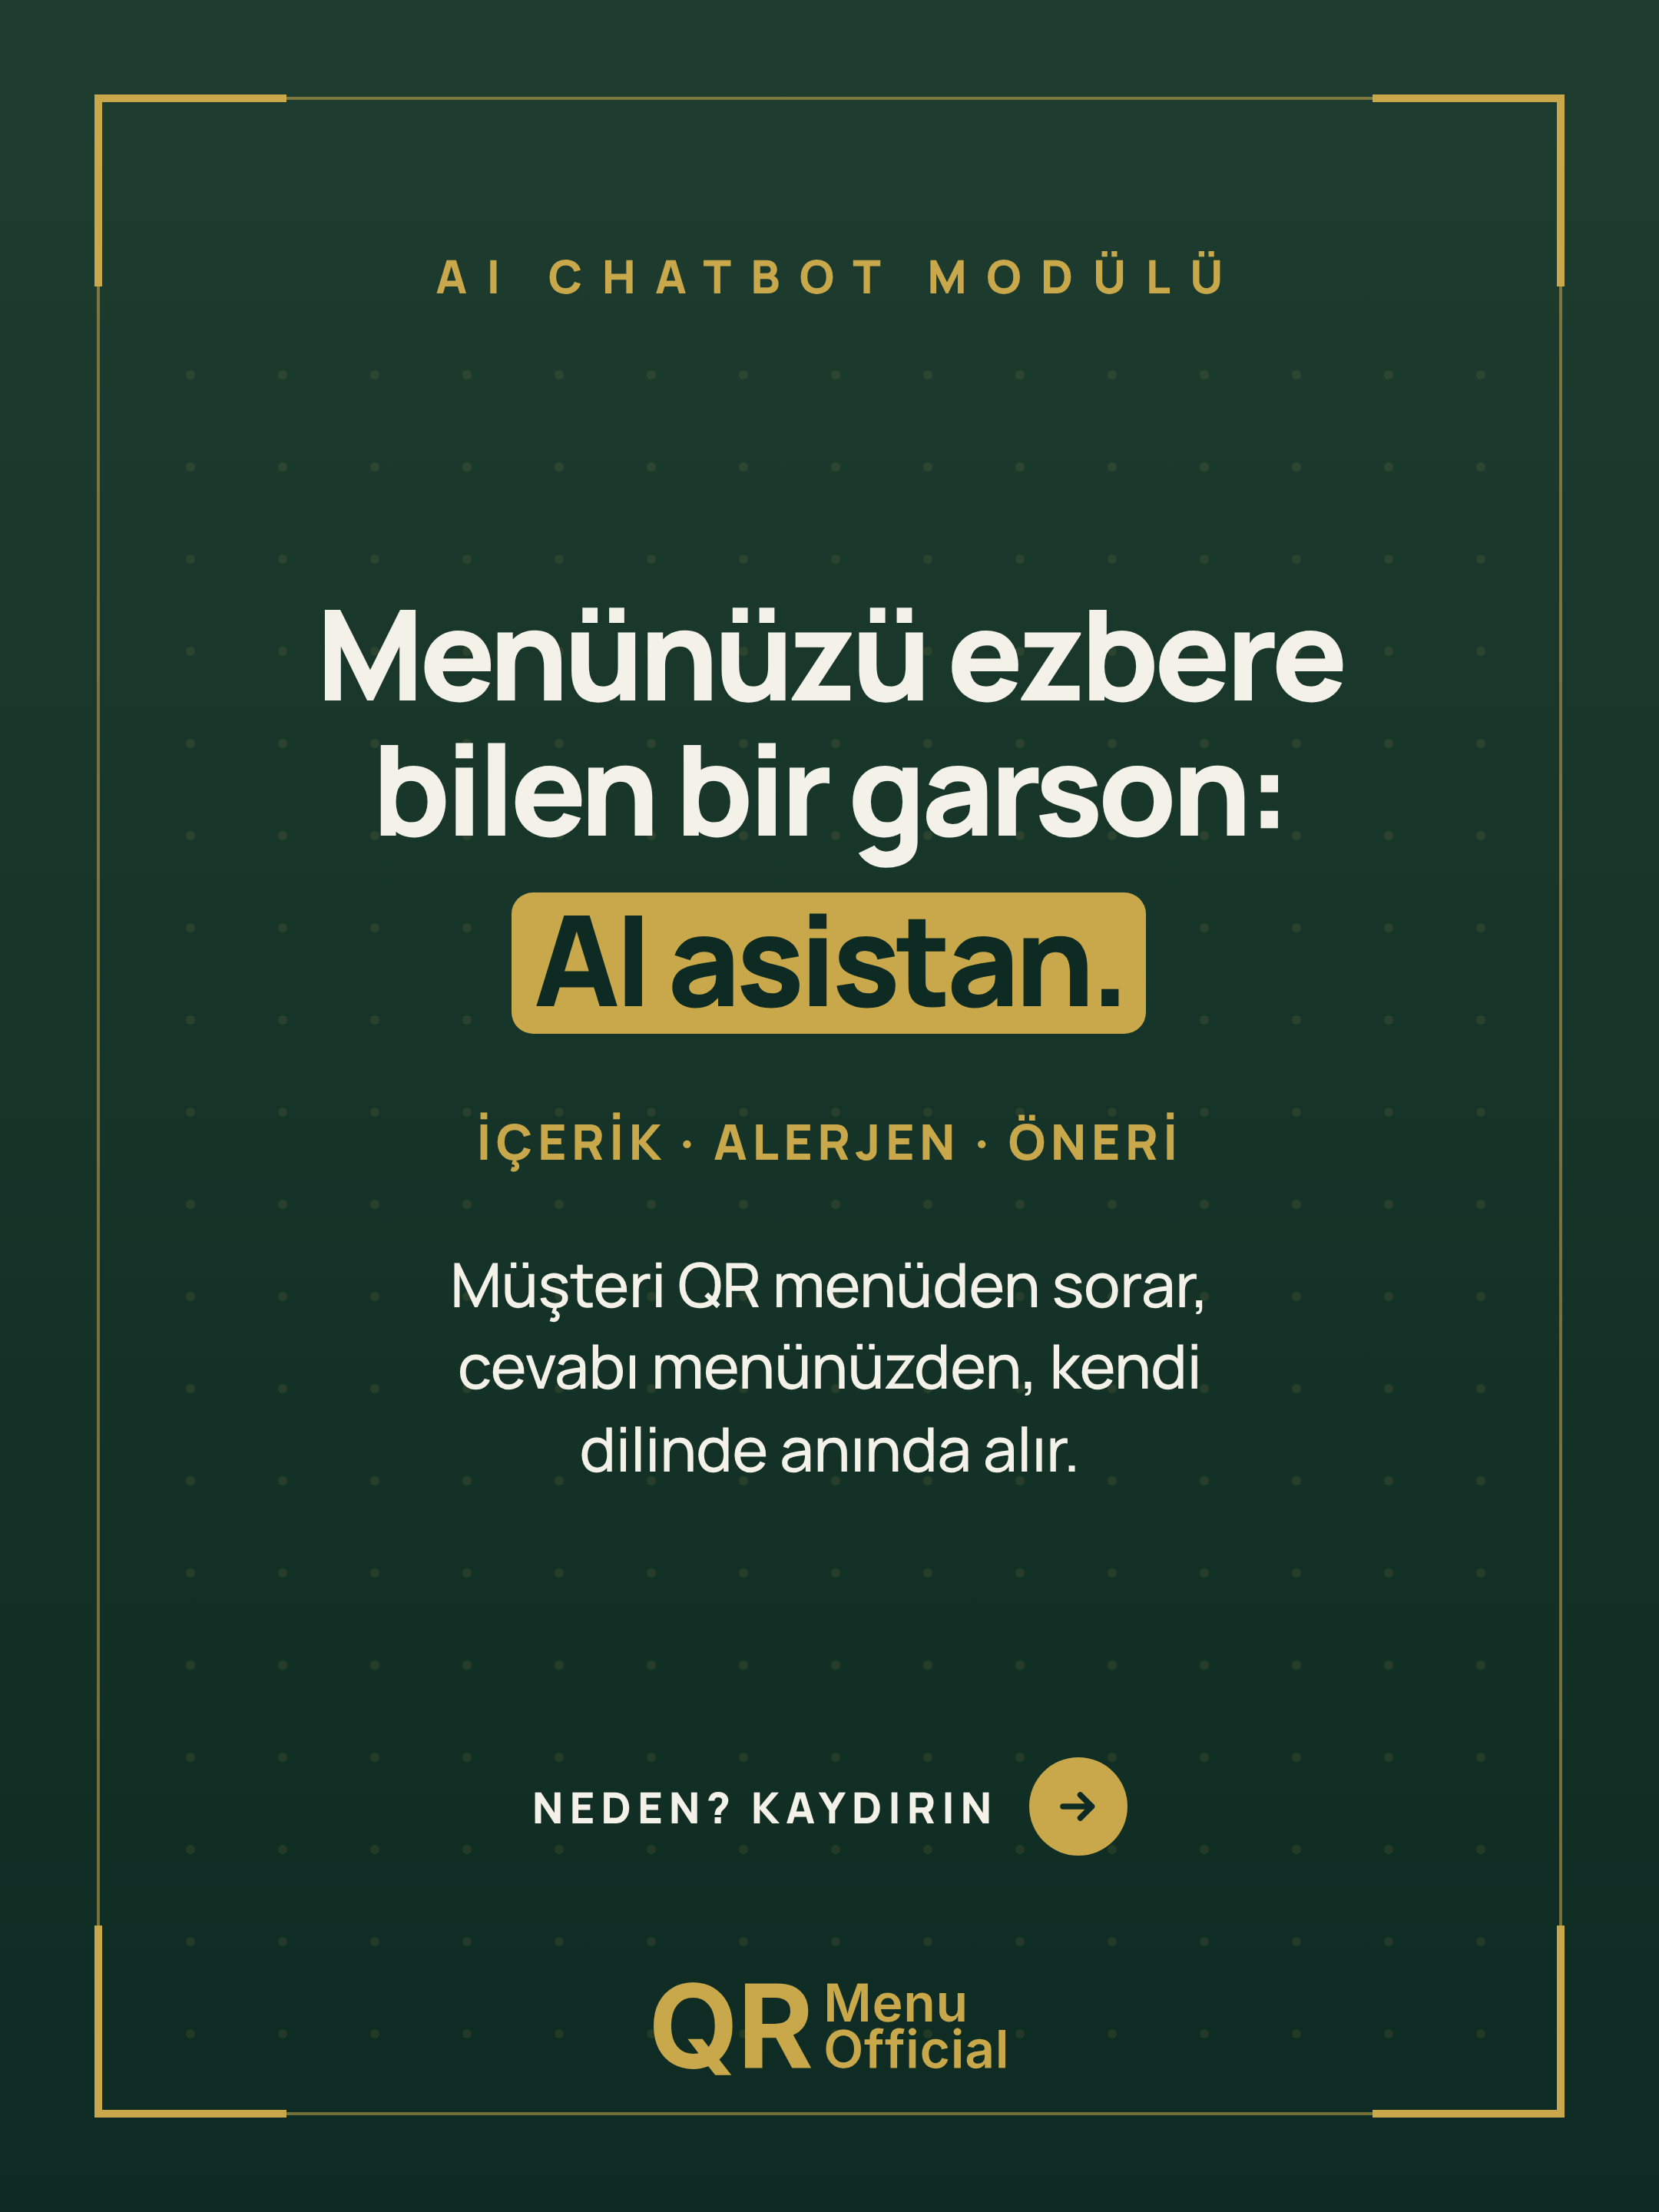 AI CHATBOT MODÜLÜ
Menünüzü ezbere
bilen bir garson:
AI asistan.
İÇERİK · ALERJEN · ÖNERİ
Müşteri QR menüden sorar,
cevabı menünüzden, kendi
dilinde anında alır.
NEDEN? KAYDIRIN
QR Menu
Official